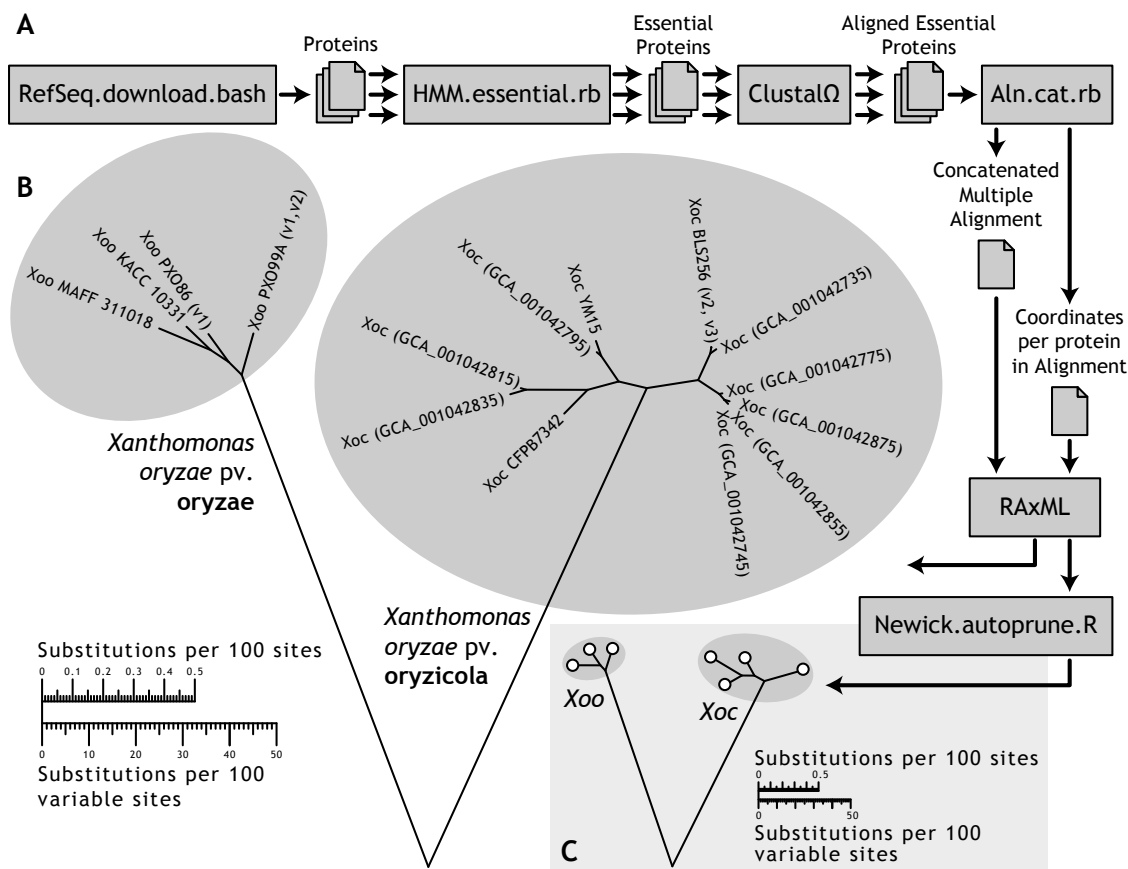 A
Proteins
Essential
Proteins
Aligned Essential
Proteins
RefSeq.download.bash
HMM.essential.rb
ClustalΩ
Aln.cat.rb
Concatenated
Multiple
Alignment
Coordinates
per protein
in Alignment
RAxML
Newick.autoprune.R
B
Xoo MAFF 311018
Xoo KACC 10331
Xoo PXO86 (v1)
Xoo PXO99A (v1,v2)
Xanthomonas
oryzae pv.
oryzae
Xoc (GCA_001042795)
Xoc YM15
Xoc BLS256 (v2, v3)
Xoc (GCA_001042735)
Xoc (GCA_001042815)
Xoc (GCA_001042775)
Xoc (GCA_001042835)
Xoc (GCA_001042875)
Xoc CFPB7342
Xoc (GCA_001042855)
Xoc (GCA_001042745)
Xanthomonas
oryzae pv.
oryzicola
Substitutions per 100 sites
0 0.1 0.2 0.3 0.4 0.5
0 10 20 30 40 50
Substitutions per 100
variable sites
Xoo
Xoc
Substitutions per 100 sites
0 0.5
0 50
Substitutions per 100
variable sites
C